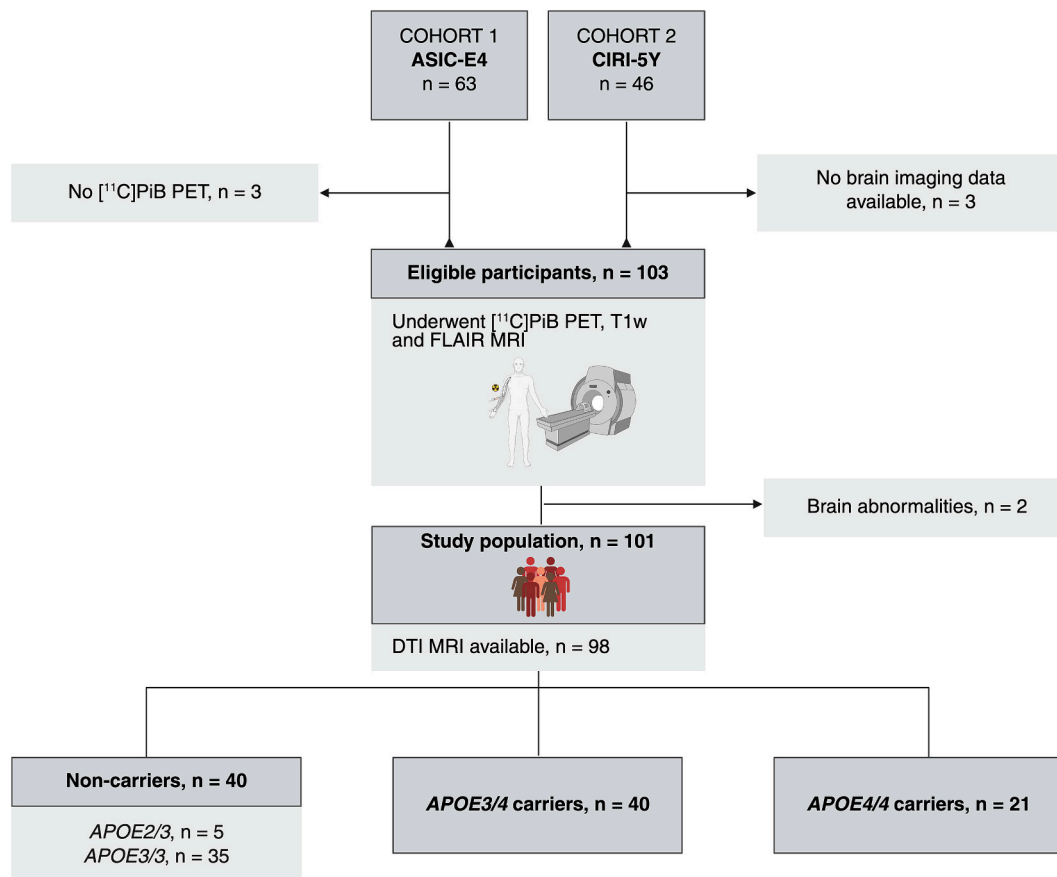 COHORT 1
ASIC-E4
n = 63
COHORT 2
CIRI-5Y
n = 46
No [¹¹C]PiB PET, n = 3
No brain imaging data
available, n = 3
Eligible participants, n = 103
Underwent [¹¹C]PiB PET, T1w
and FLAIR MRI
Brain abnormalities, n = 2
Study population, n = 101
DTI MRI available, n = 98
Non-carriers, n = 40
APOE2/3, n = 5
APOE3/3, n = 35
APOE3/4 carriers, n = 40
APOE4/4 carriers, n = 21